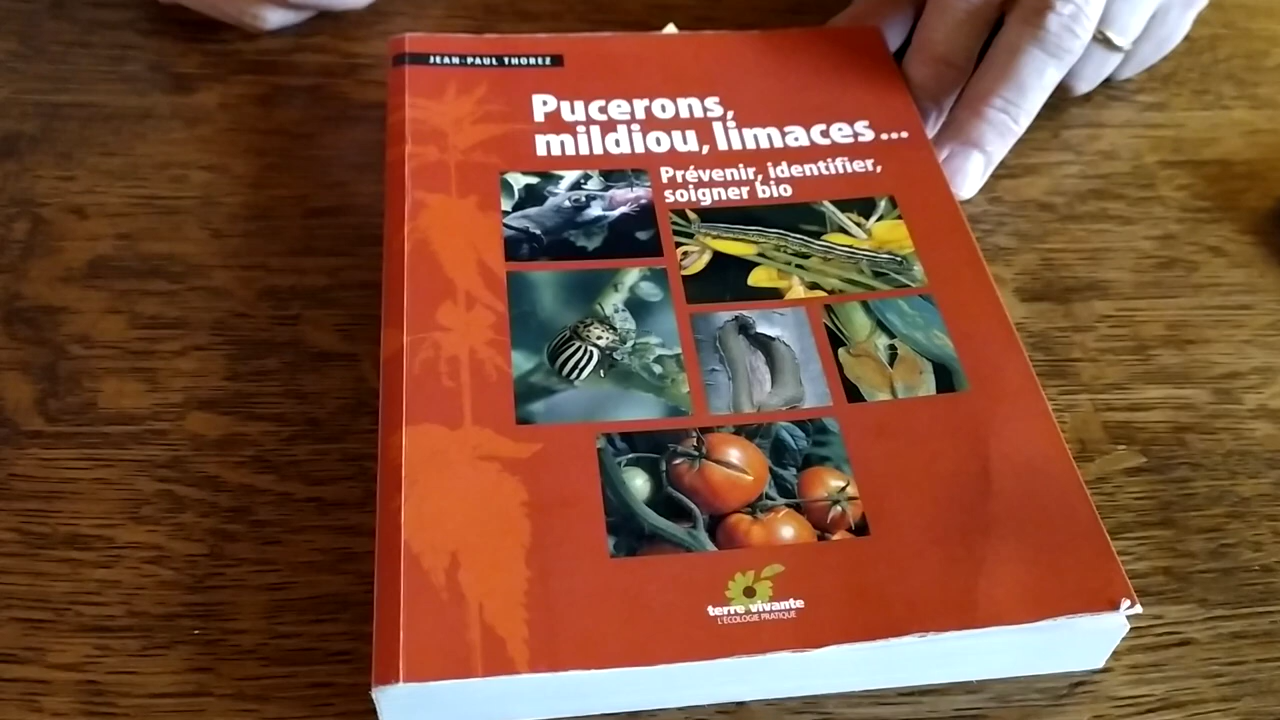 JEAN-PAUL THOREZ
Pucerons,
mildiou, limaces...
Prévenir, identifier,
soigner bio
terre vivante
L'ÉCOLOGIE PRATIQUE